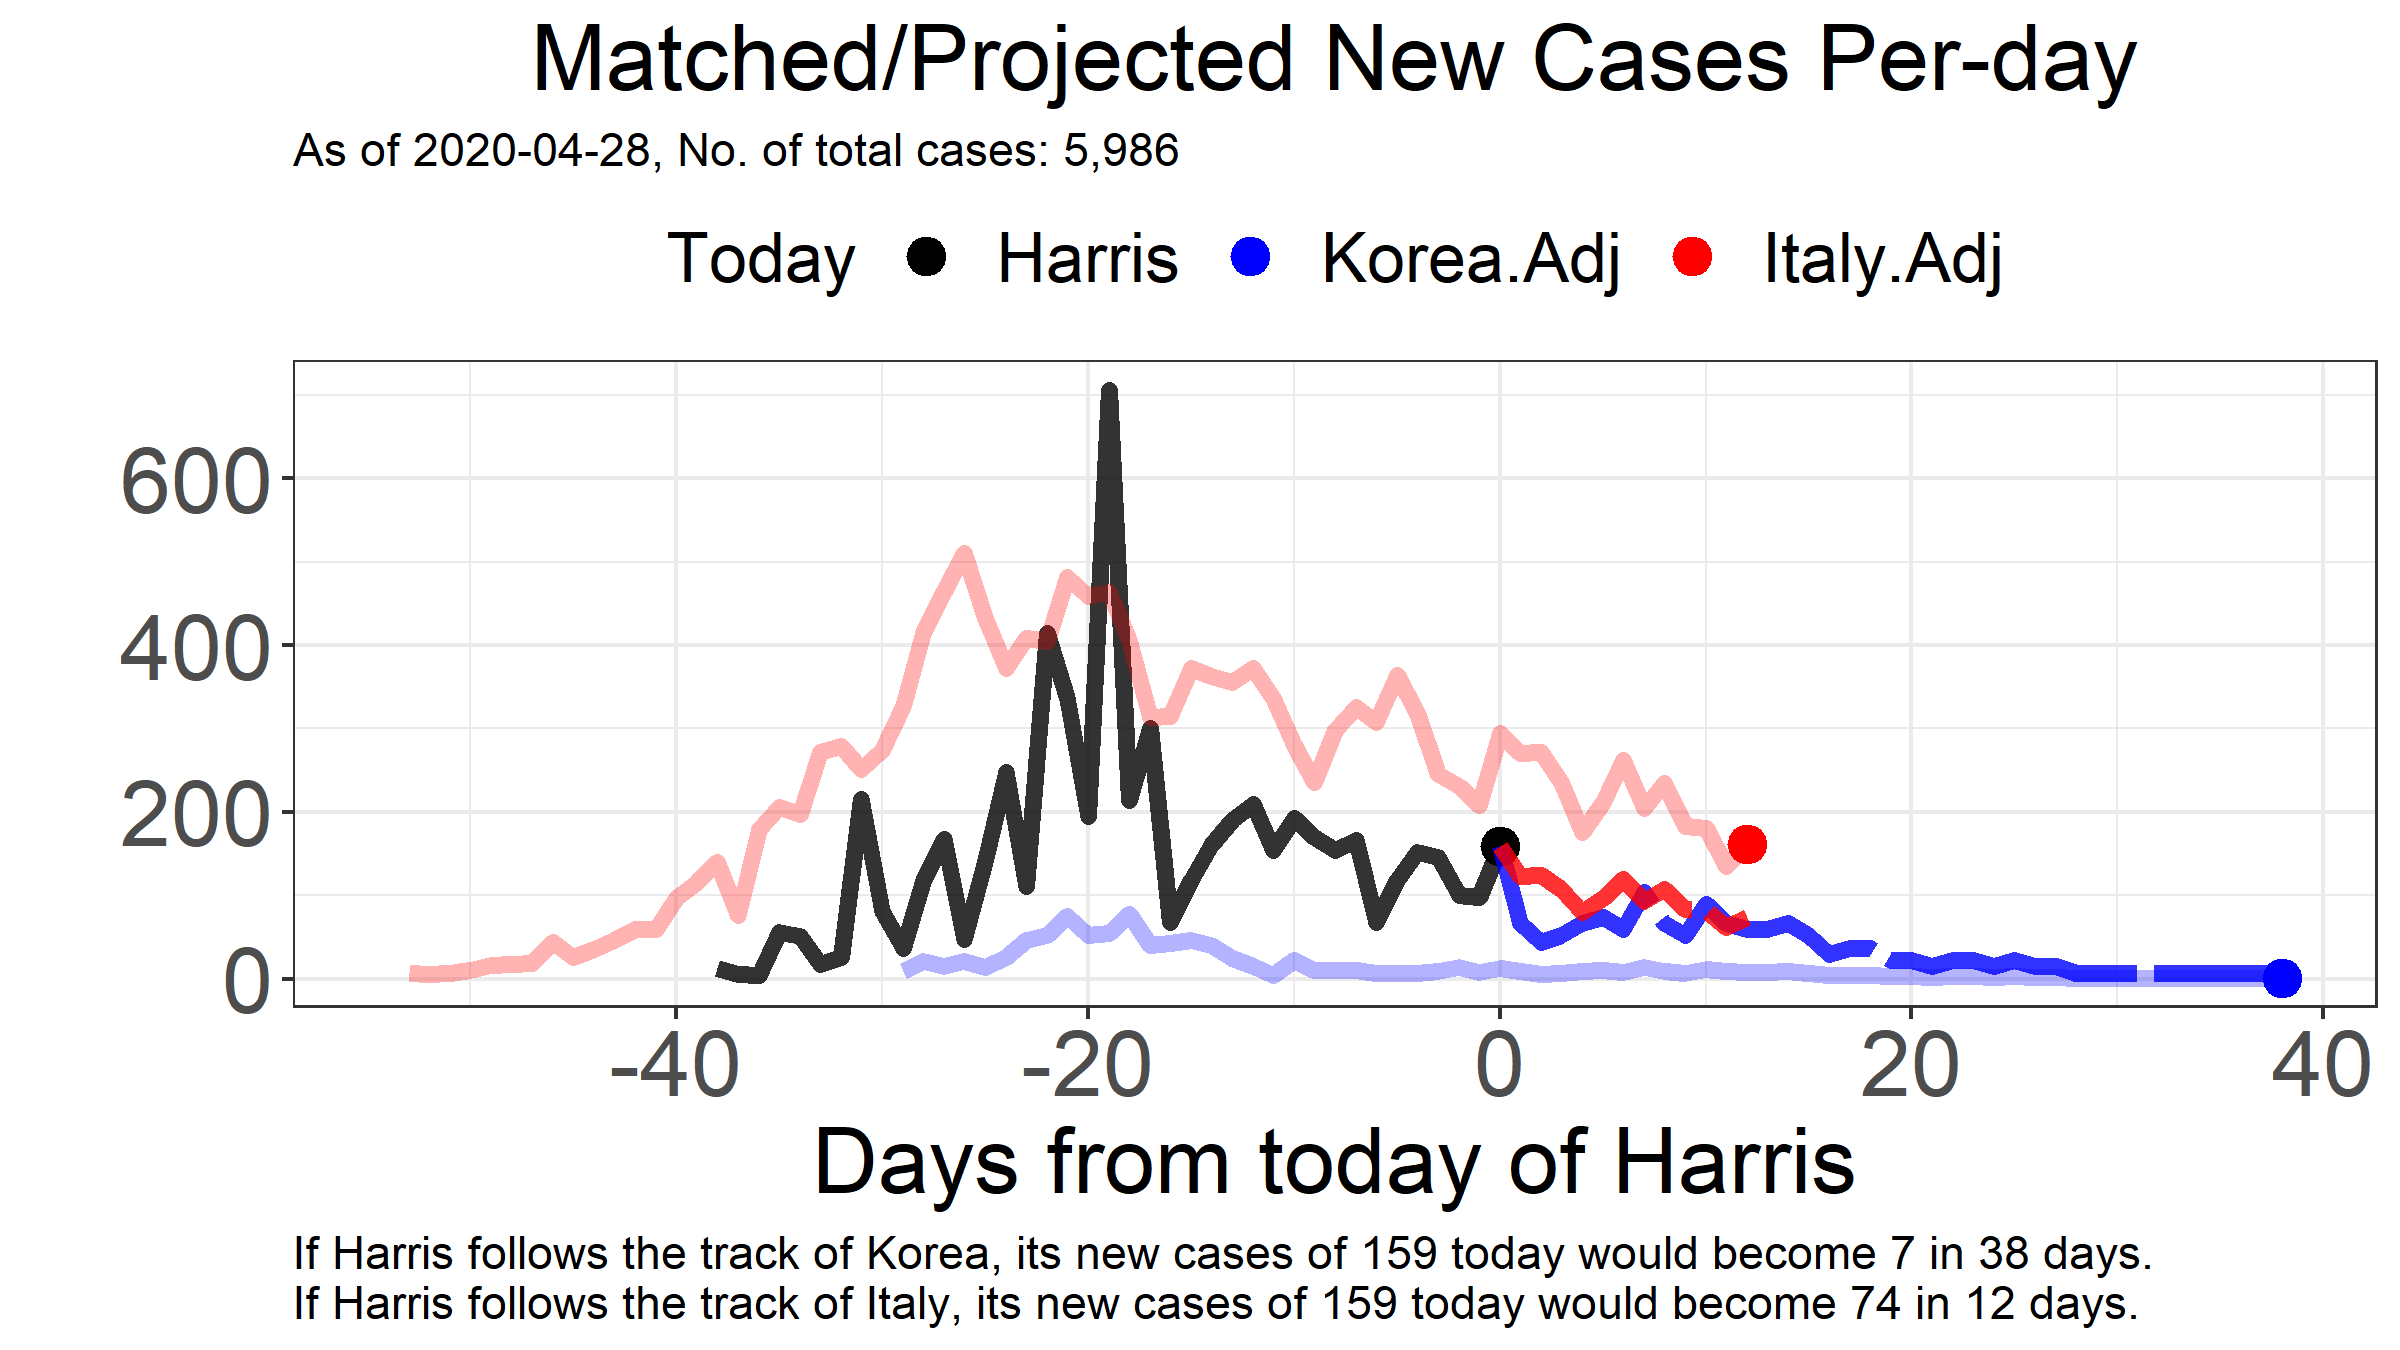 Matched/Projected New Cases Per-day
As of 2020-04-28, No. of total cases: 5,986
Today Harris Korea.Adj Italy.Adj
600
400
200
0
-40 -20 0 20 40
Days from today of Harris
If Harris follows the track of Korea, its new cases of 159 today would become 7 in 38 days.
If Harris follows the track of Italy, its new cases of 159 today would become 74 in 12 days.